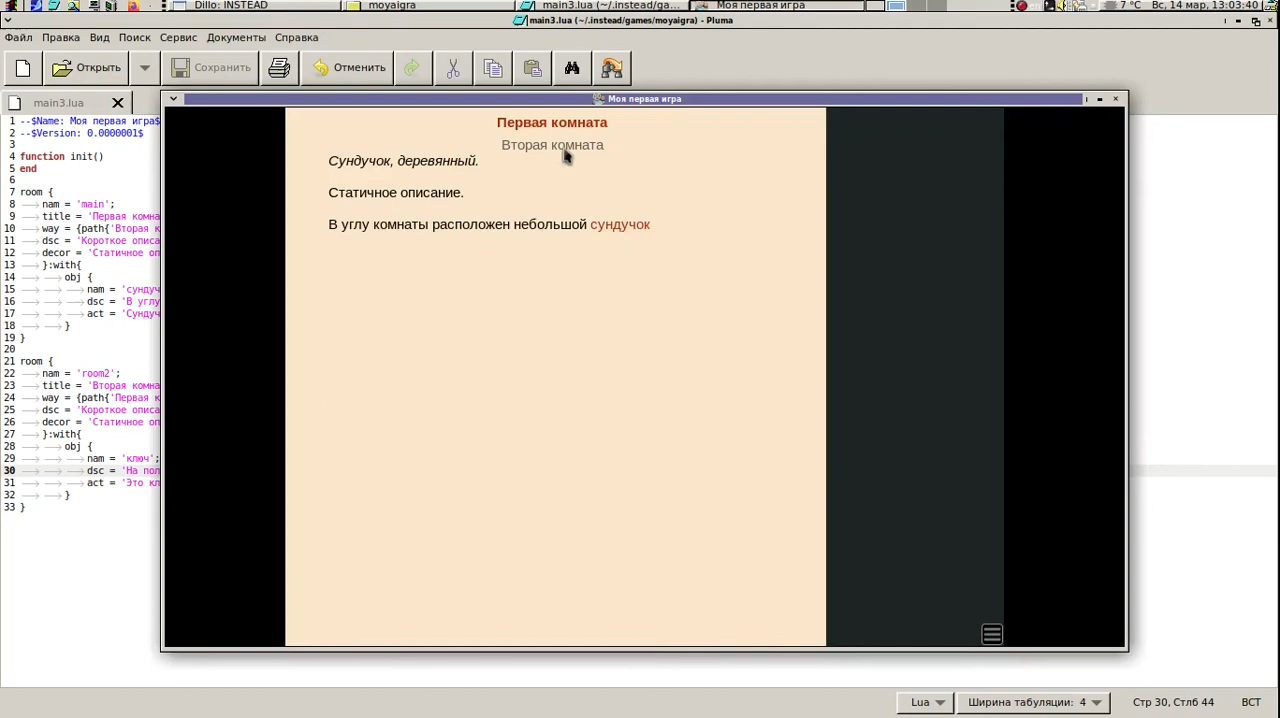 Dillo: INSTEAD
moyaigra
main3.lua (~/.instead/ga...
Моя первая игра
7 °C
Вс, 14 мар, 13:03:40
main3.lua (~/.instead/games/moyaigra) - Pluma
Файл Правка Вид Поиск Сервис Документы Справка
Открыть Сохранить Отменить
main3.lua
Моя первая игра
1 --$Name: Моя первая игра$
2 --$Version: 0.0000001$
3
4 function init()
5 end
6
7 room {
8 nam = 'main';
9 title = 'Первая комна
10 way = {path{'Вторая к
11 dsc = 'Короткое описа
12 decor = 'Статичное оп
13 }:with{
14 obj {
15 nam = 'сундуч
16 dsc = 'В углу
17 act = 'Сундуч
18 }
19 }
20
21 room {
22 nam = 'room2';
23 title = 'Вторая комна
24 way = {path{'Первая к
25 dsc = 'Короткое описа
26 decor = 'Статичное оп
27 }:with{
28 obj {
29 nam = 'ключ';
30 dsc = 'На пол
31 act = 'Это кл
32 }
33 }
Первая комната
Вторая комната
Сундучок, деревянный.
Статичное описание.
В углу комнаты расположен небольшой сундучок
Lua Ширина табуляции: 4 Стр 30, Стлб 44 ВСТ